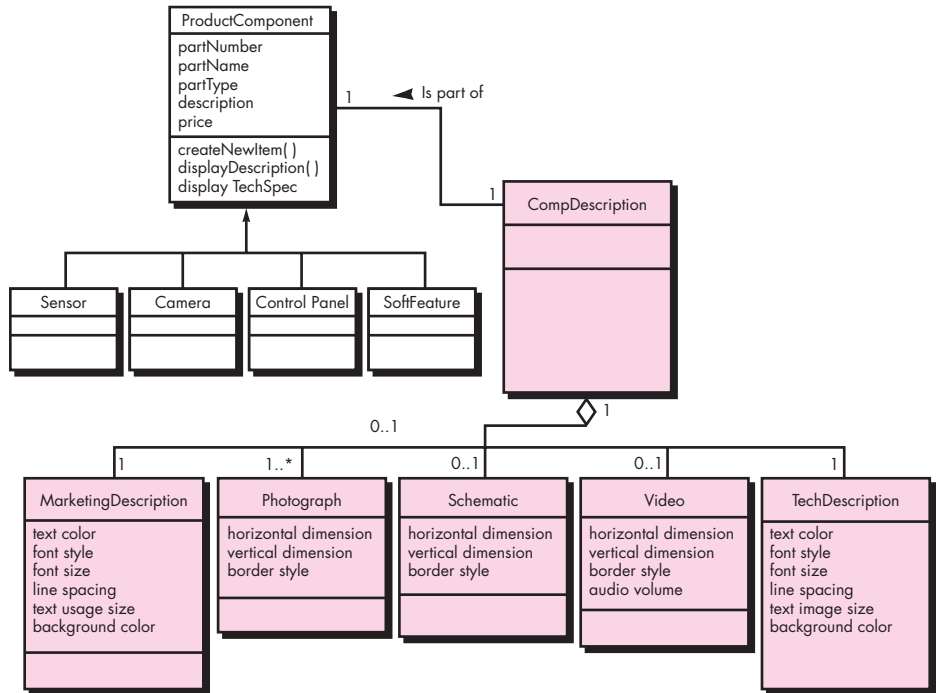 ProductComponent
partNumber
partName
partType
description
price
createNewItem( )
displayDescription( )
display TechSpec
1
Is part of
1
CompDescription
Sensor
Camera
Control Panel
SoftFeature
1
0..1
1
1..*
0..1
0..1
1
MarketingDescription
text color
font style
font size
line spacing
text usage size
background color
Photograph
horizontal dimension
vertical dimension
border style
Schematic
horizontal dimension
vertical dimension
border style
Video
horizontal dimension
vertical dimension
border style
audio volume
TechDescription
text color
font style
font size
line spacing
text image size
background color